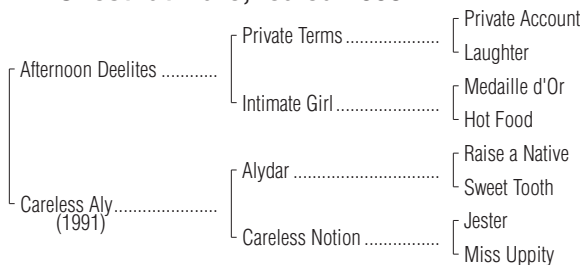 Private Account
Private Terms
Laughter
Afternoon Deelites
Medaille d'Or
Intimate Girl
Hot Food
Raise a Native
Alydar
Sweet Tooth
Careless Aly
(1991)
Jester
Careless Notion
Miss Uppity